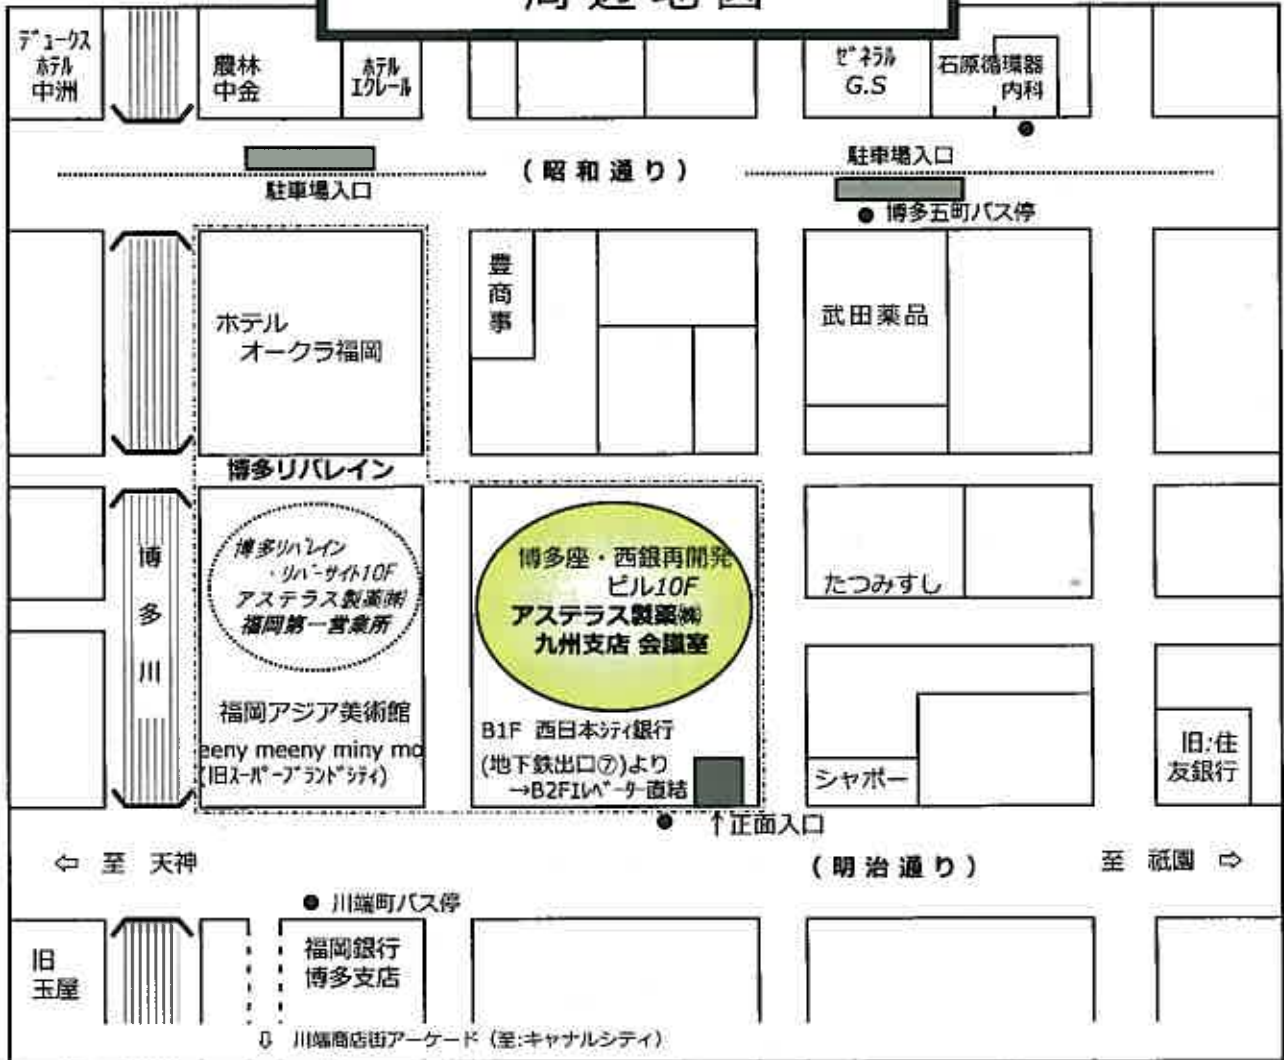 周辺地図
デュークス
ホテル
中洲
農林
中金
ホテル
エクレール
ゼネラル
G.S
石原循環器
内科
駐車場入口
(昭和通り)
駐車場入口
博多五町バス停
ホテル
オークラ福岡
豊商事
武田薬品
博多リバレイン
博多川
博多リバレイン
・リバーサイト10F
アステラス製薬㈱
福岡第一営業所
博多座・西銀再開発
ビル10F
アステラス製薬㈱
九州支店 会議室
たつみすし
福岡アジア美術館
eeny meeny miny mo
(旧スーパーブランドシティ)
B1F 西日本シティ銀行
(地下鉄出口⑦)より
→B2Fエレベーター直結
シャポー
旧:住
友銀行
↑正面入口
⇦ 至 天神
(明治通り)
至 祇園 ⇨
川端町バス停
旧
玉屋
福岡銀行
博多支店
⇩ 川端商店街アーケード (至:キャナルシティ)